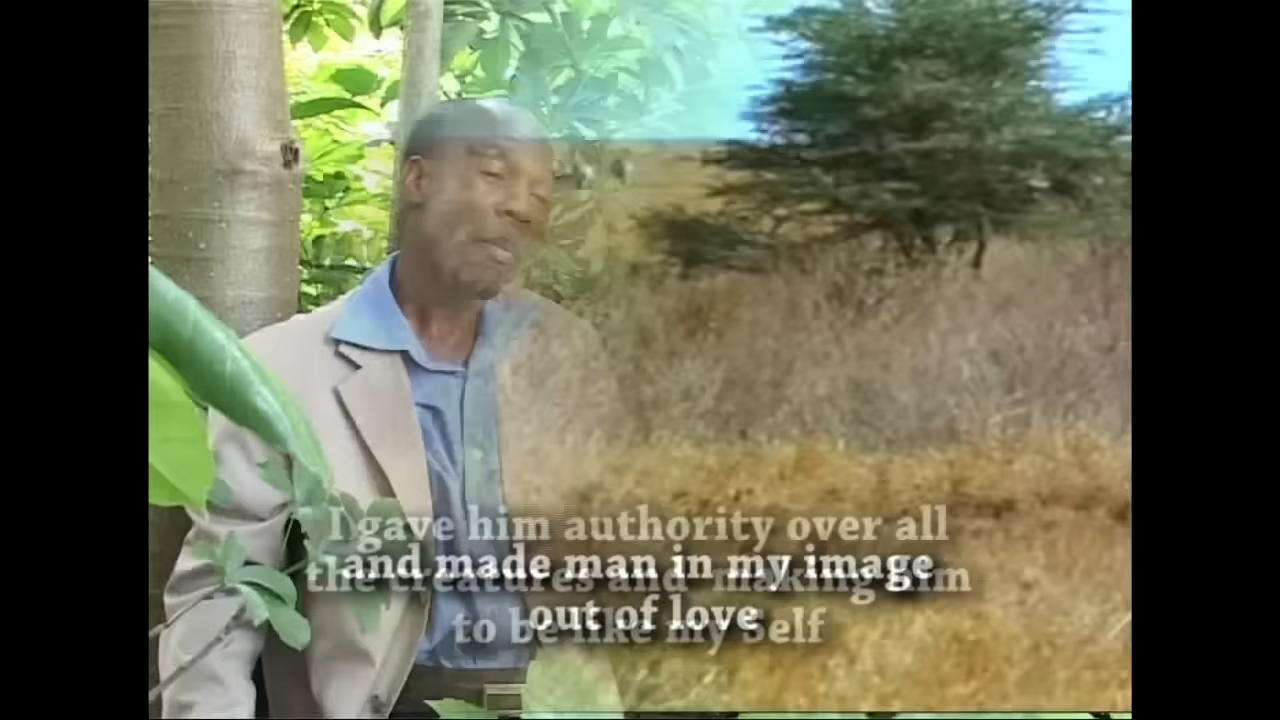 I gave him authority over all
the creatures and making him
to be like my Self
and made man in my image
out of love